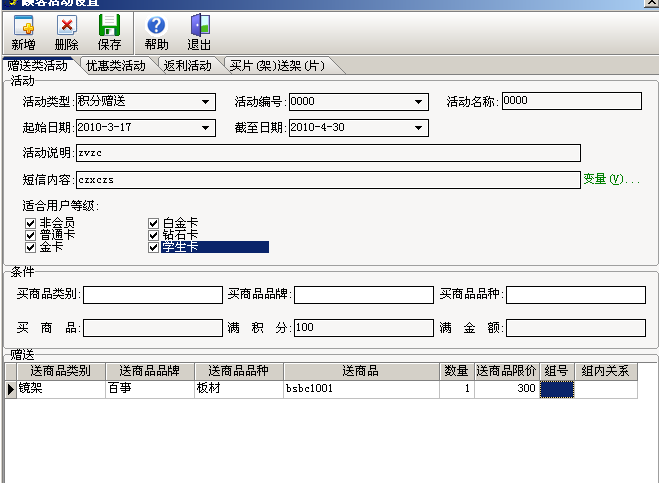 顾客活动设置
新增 删除 保存 帮助 退出
赠送类活动 优惠类活动 返利活动 买片(架)送架(片)
活动
活动类型: 积分赠送 活动编号: 0000 活动名称: 0000
起始日期: 2010-3-17 截至日期: 2010-4-30
活动说明: zvzc
短信内容: czxczs 变量(V)...
适合用户等级:
非会员 白金卡
普通卡 钻石卡
金卡 学生卡
条件
买商品类别: 买商品品牌: 买商品品种:
买 商 品: 满 积 分: 100 满 金 额:
赠送
送商品类别 送商品品牌 送商品品种 送商品 数量 送商品限价 组号 组内关系
镜架 百事 板材 bsbc1001 1 300